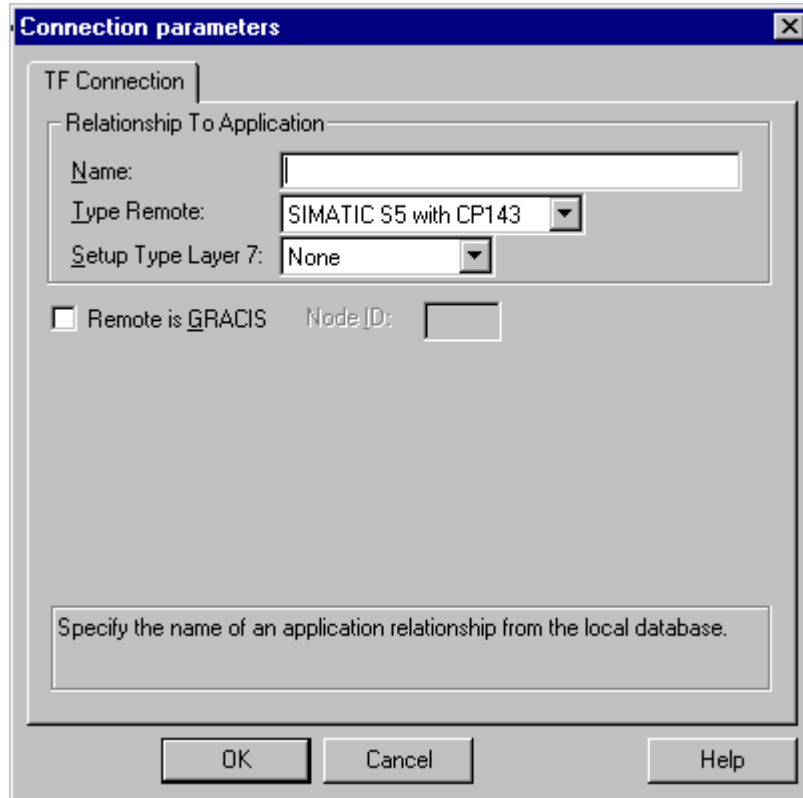 Connection parameters
TF Connection
Relationship To Application
Name:
Type Remote: SIMATIC S5 with CP143
Setup Type Layer 7: None
Remote is GRACIS Node ID:
Specify the name of an application relationship from the local database.
OK Cancel Help